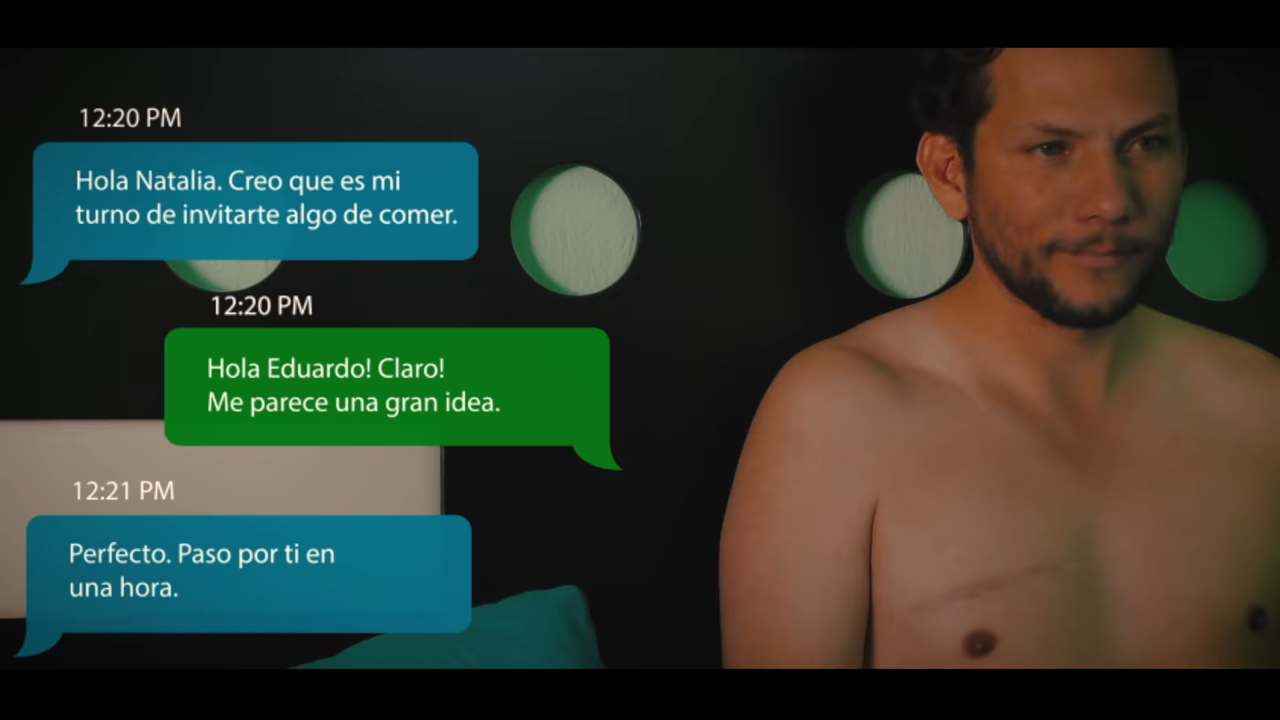 12:20 PM
Hola Natalia. Creo que es mi
turno de invitarte algo de comer.
12:20 PM
Hola Eduardo! Claro!
Me parece una gran idea.
12:21 PM
Perfecto. Paso por ti en
una hora.